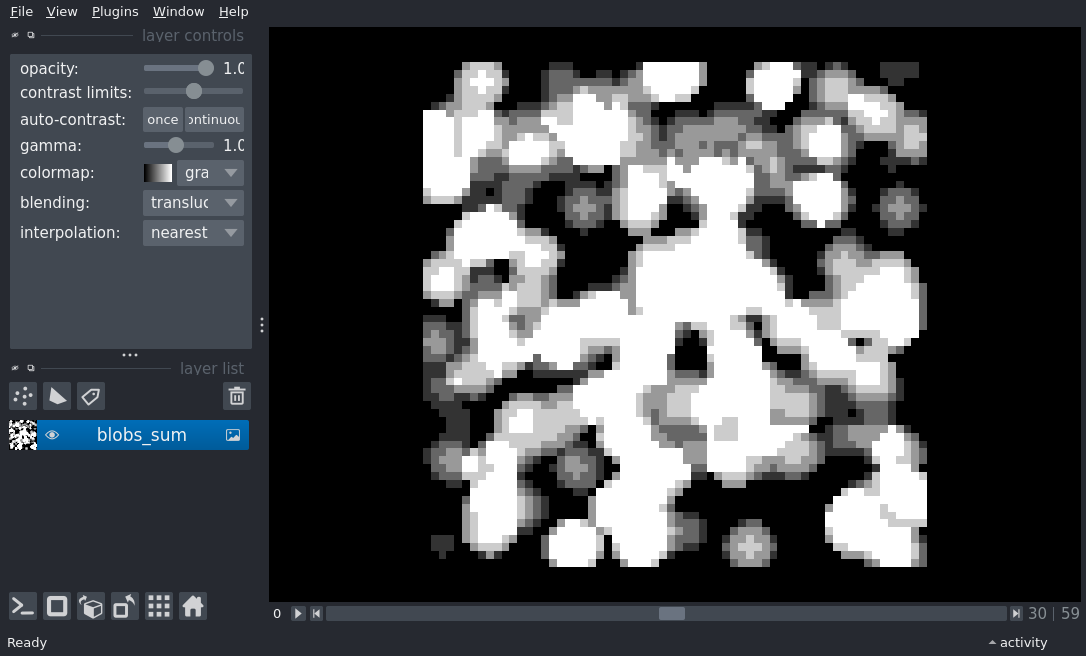 File View Plugins Window Help
layer controls
opacity: 1.0
contrast limits:
auto-contrast: once ontinuou
gamma: 1.0
colormap: gra
blending: transluc
interpolation: nearest
layer list
blobs_sum
0 30 | 59
Ready activity